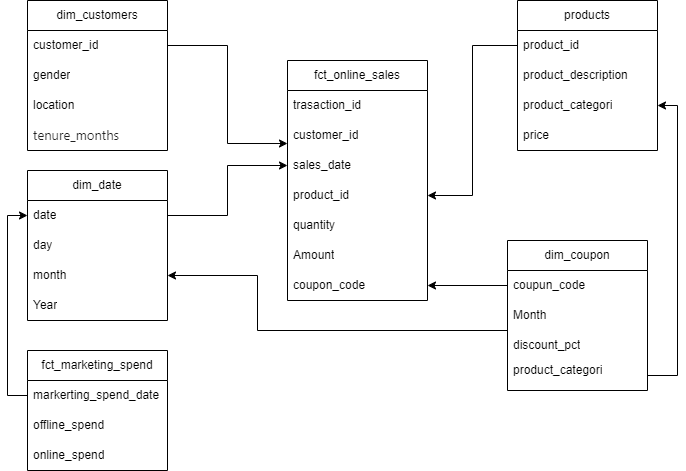 dim_customers
customer_id
gender
location
tenure_months
dim_date
date
day
month
Year
fct_marketing_spend
markerting_spend_date
offline_spend
online_spend
fct_online_sales
trasaction_id
customer_id
sales_date
product_id
quantity
Amount
coupon_code
products
product_id
product_description
product_categori
price
dim_coupon
coupun_code
Month
discount_pct
product_categori